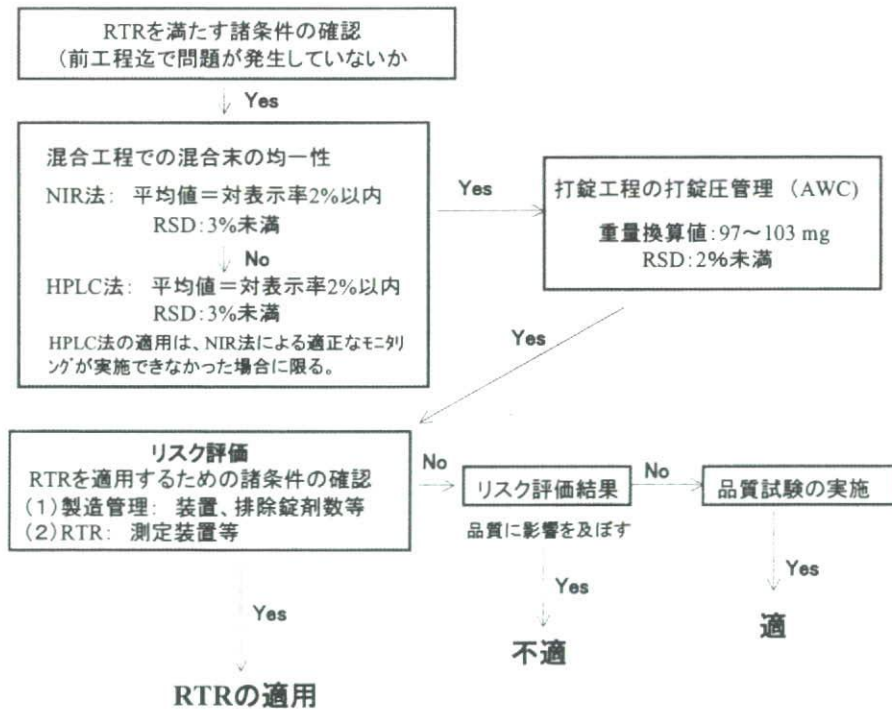 RTRを満たす諸条件の確認
(前工程迄で問題が発生していないか
Yes
混合工程での混合末の均一性
NIR法: 平均値=対表示率2%以内
RSD:3%未満
No
HPLC法: 平均値=対表示率2%以内
RSD:3%未満
HPLC法の適用は、NIR法による適正なﾓﾆﾀﾘ
ﾝｸﾞが実施できなかった場合に限る。
Yes
打錠工程の打錠圧管理 (AWC)
重量換算値:97~103 mg
RSD:2%未満
Yes
リスク評価
RTRを適用するための諸条件の確認
(1)製造管理: 装置、排除錠剤数等
(2)RTR: 測定装置等
No
リスク評価結果
品質に影響を及ぼす
No
品質試験の実施
Yes
Yes
Yes
適
不適
RTRの適用